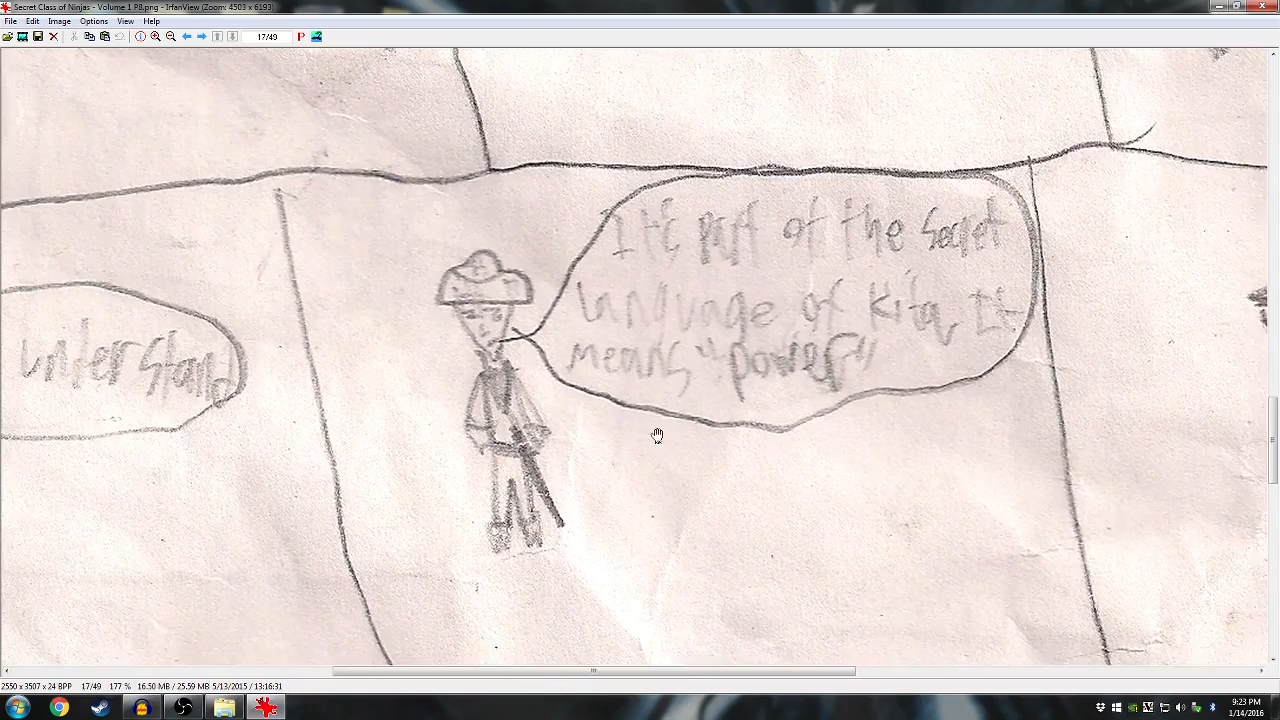 Secret Class of Ninjas - Volume 1 P8.png - IrfanView (Zoom: 4503 x 6193)
File Edit Image Options View Help
17/49
It's part of the secret
language of Kita It
means "power"
unterstand
2550 x 3507 x 24 BPP 17/49 177 % 16.50 MB / 25.59 MB 5/13/2015 / 13:16:31
9:23 PM
1/14/2016